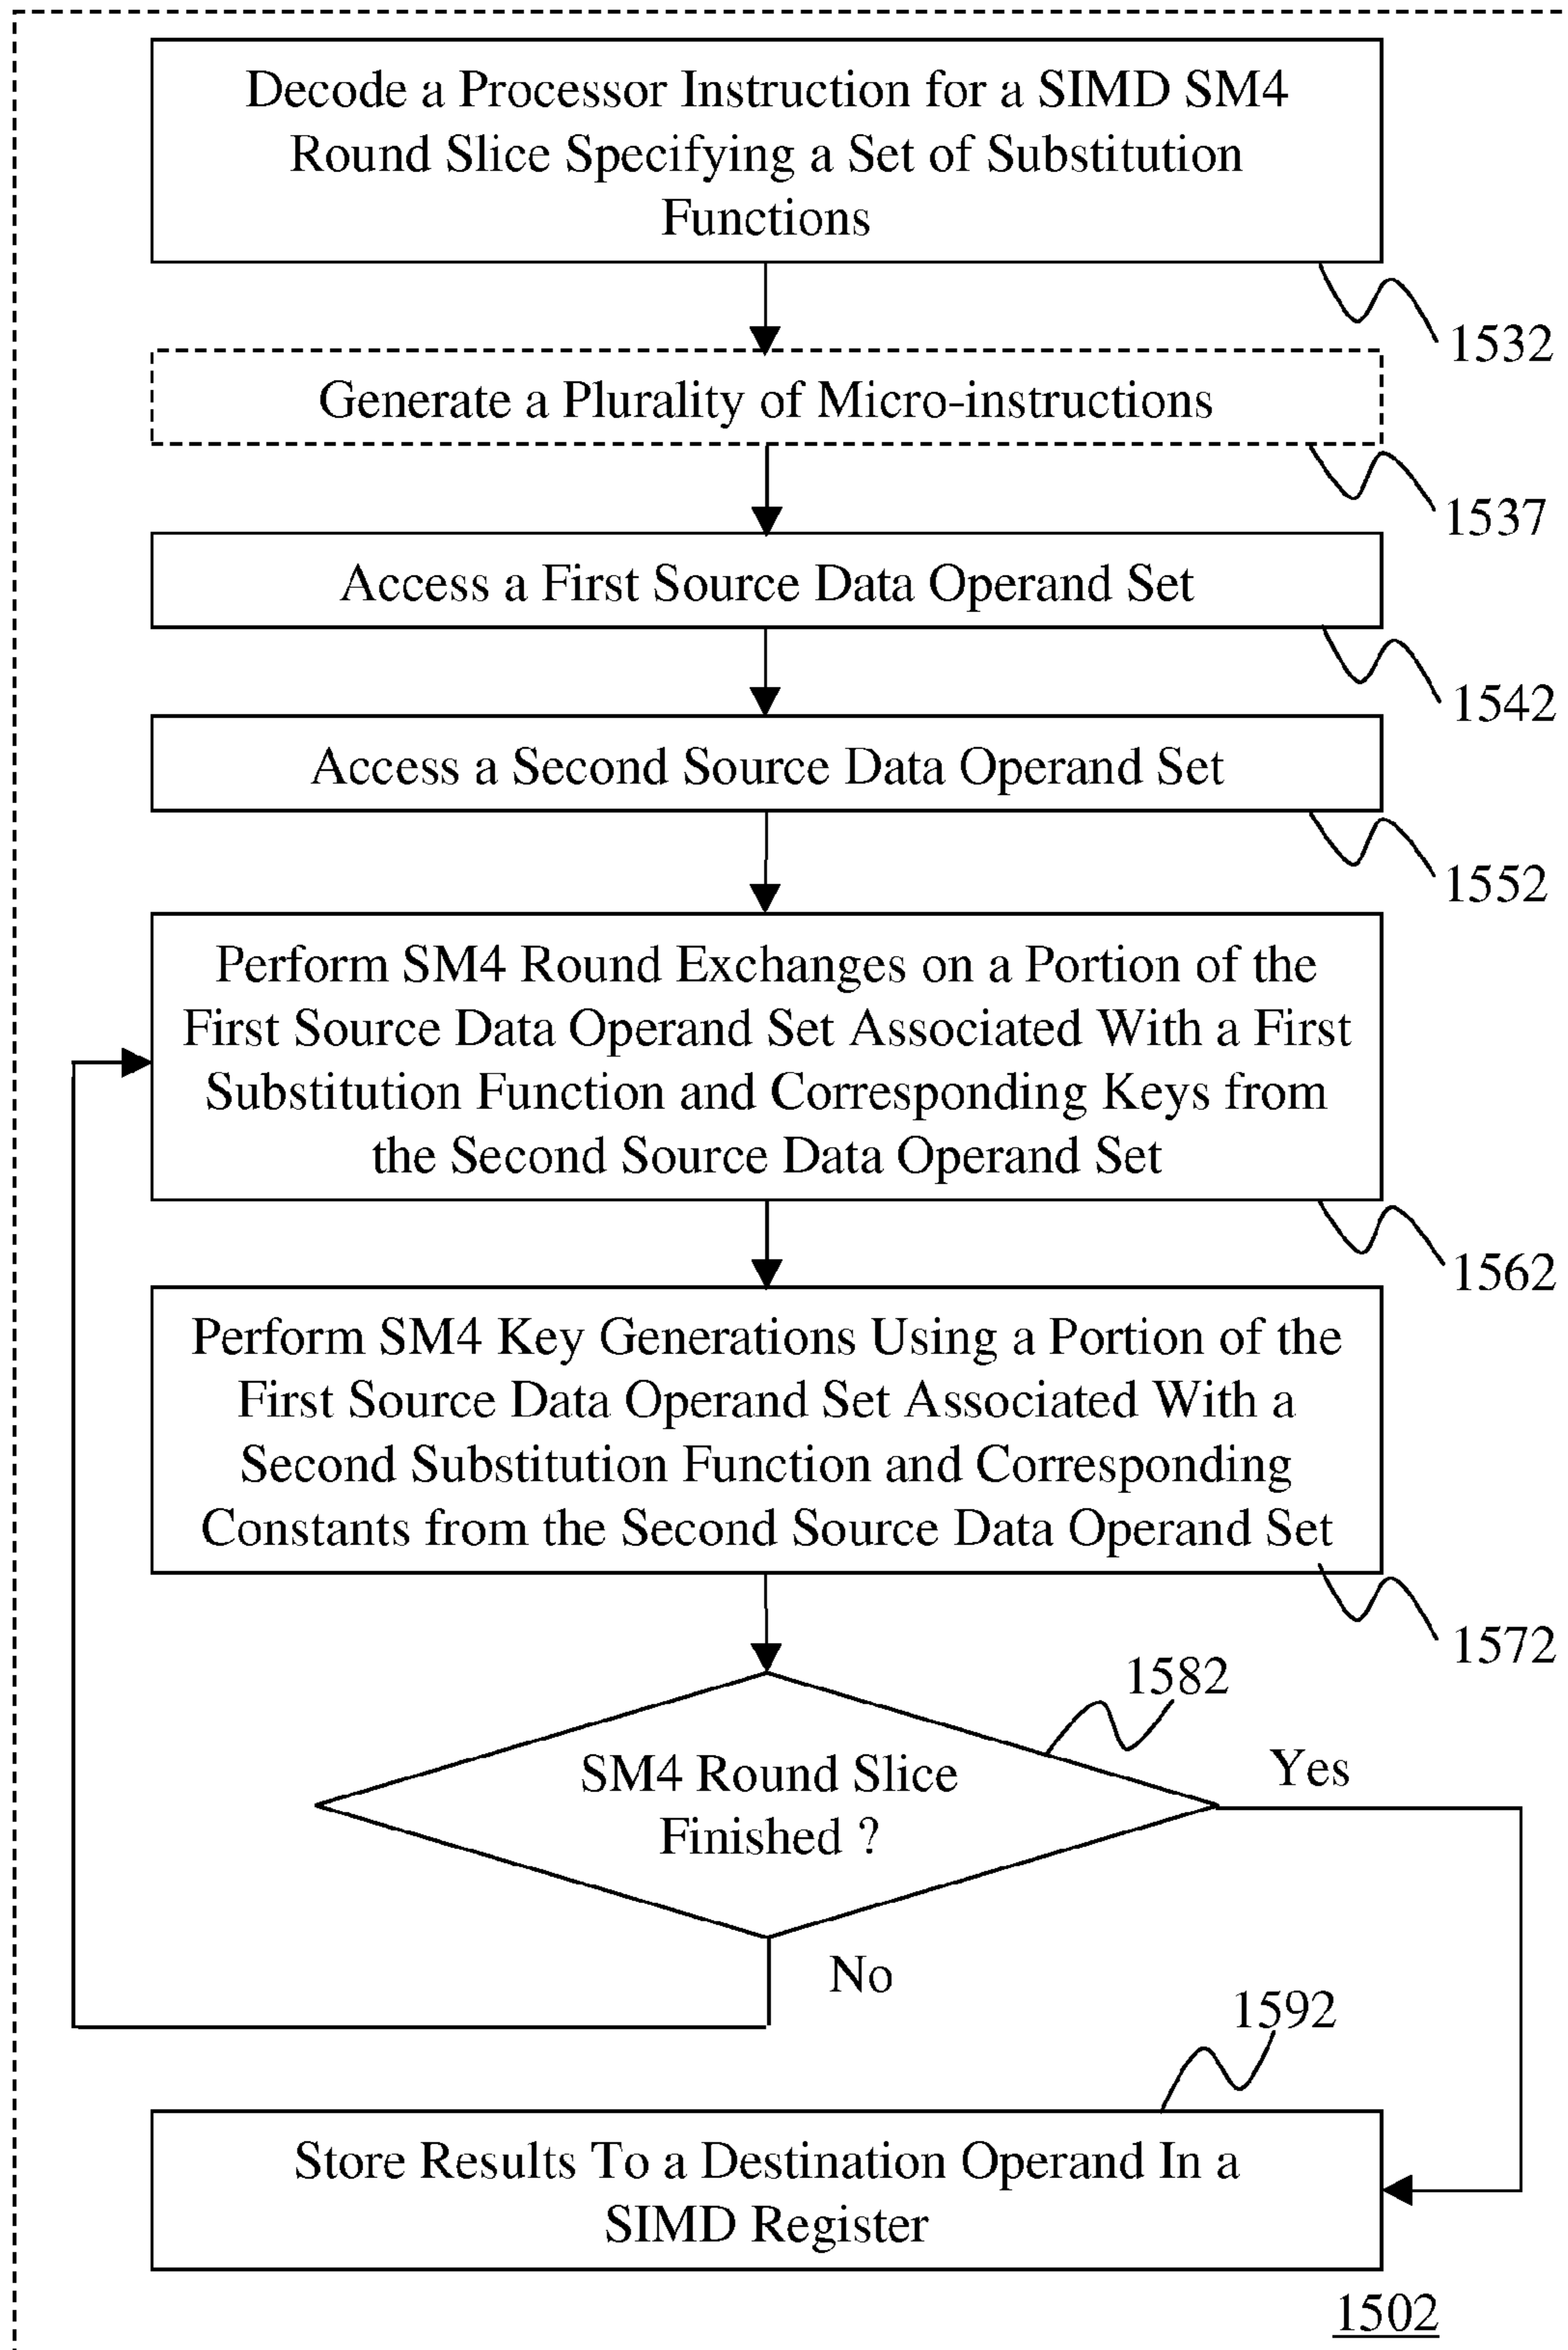 Decode a Processor Instruction for a SIMD SM4
Round Slice Specifying a Set of Substitution
Functions
1532
Generate a Plurality of Micro-instructions
1537
Access a First Source Data Operand Set
1542
Access a Second Source Data Operand Set
1552
Perform SM4 Round Exchanges on a Portion of the
First Source Data Operand Set Associated With a First
Substitution Function and Corresponding Keys from
the Second Source Data Operand Set
1562
Perform SM4 Key Generations Using a Portion of the
First Source Data Operand Set Associated With a
Second Substitution Function and Corresponding
Constants from the Second Source Data Operand Set
1572
1582
SM4 Round Slice
Finished ?
Yes
No
1592
Store Results To a Destination Operand In a
SIMD Register
1502